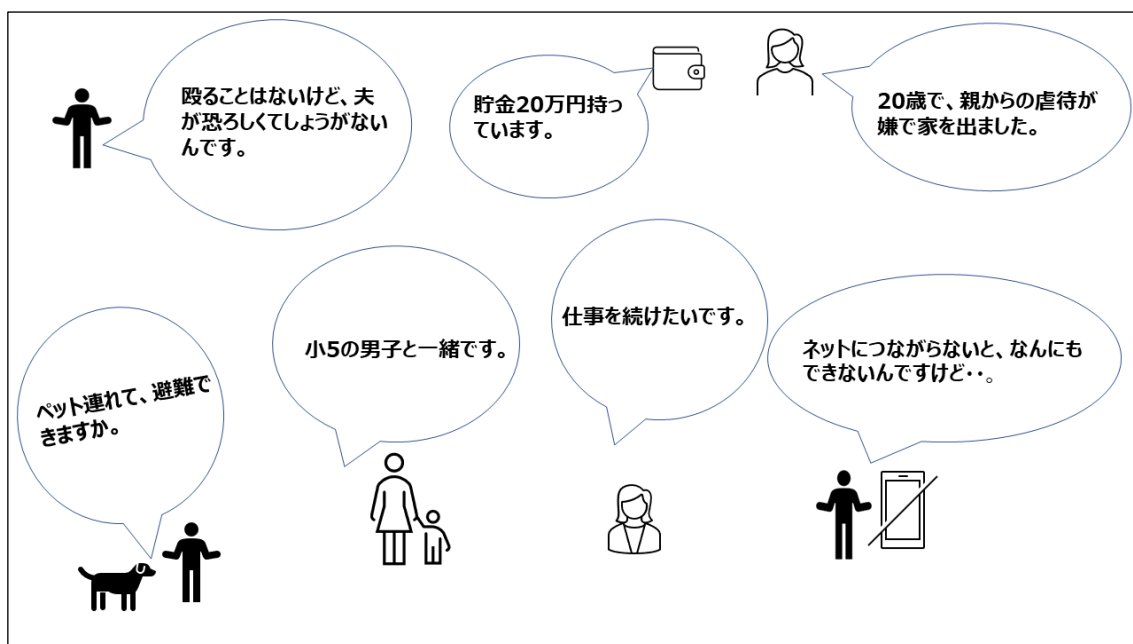 殴ることはないけど、夫
が恐ろしくてしょうがない
んです。
貯金20万円持っ
ています。
20歳で、親からの虐待が
嫌で家を出ました。
ペット連れて、避難で
きますか。
小5の男子と一緒です。
仕事を続けたいです。
ネットにつながらないと、なんにも
できないんですけど・・。